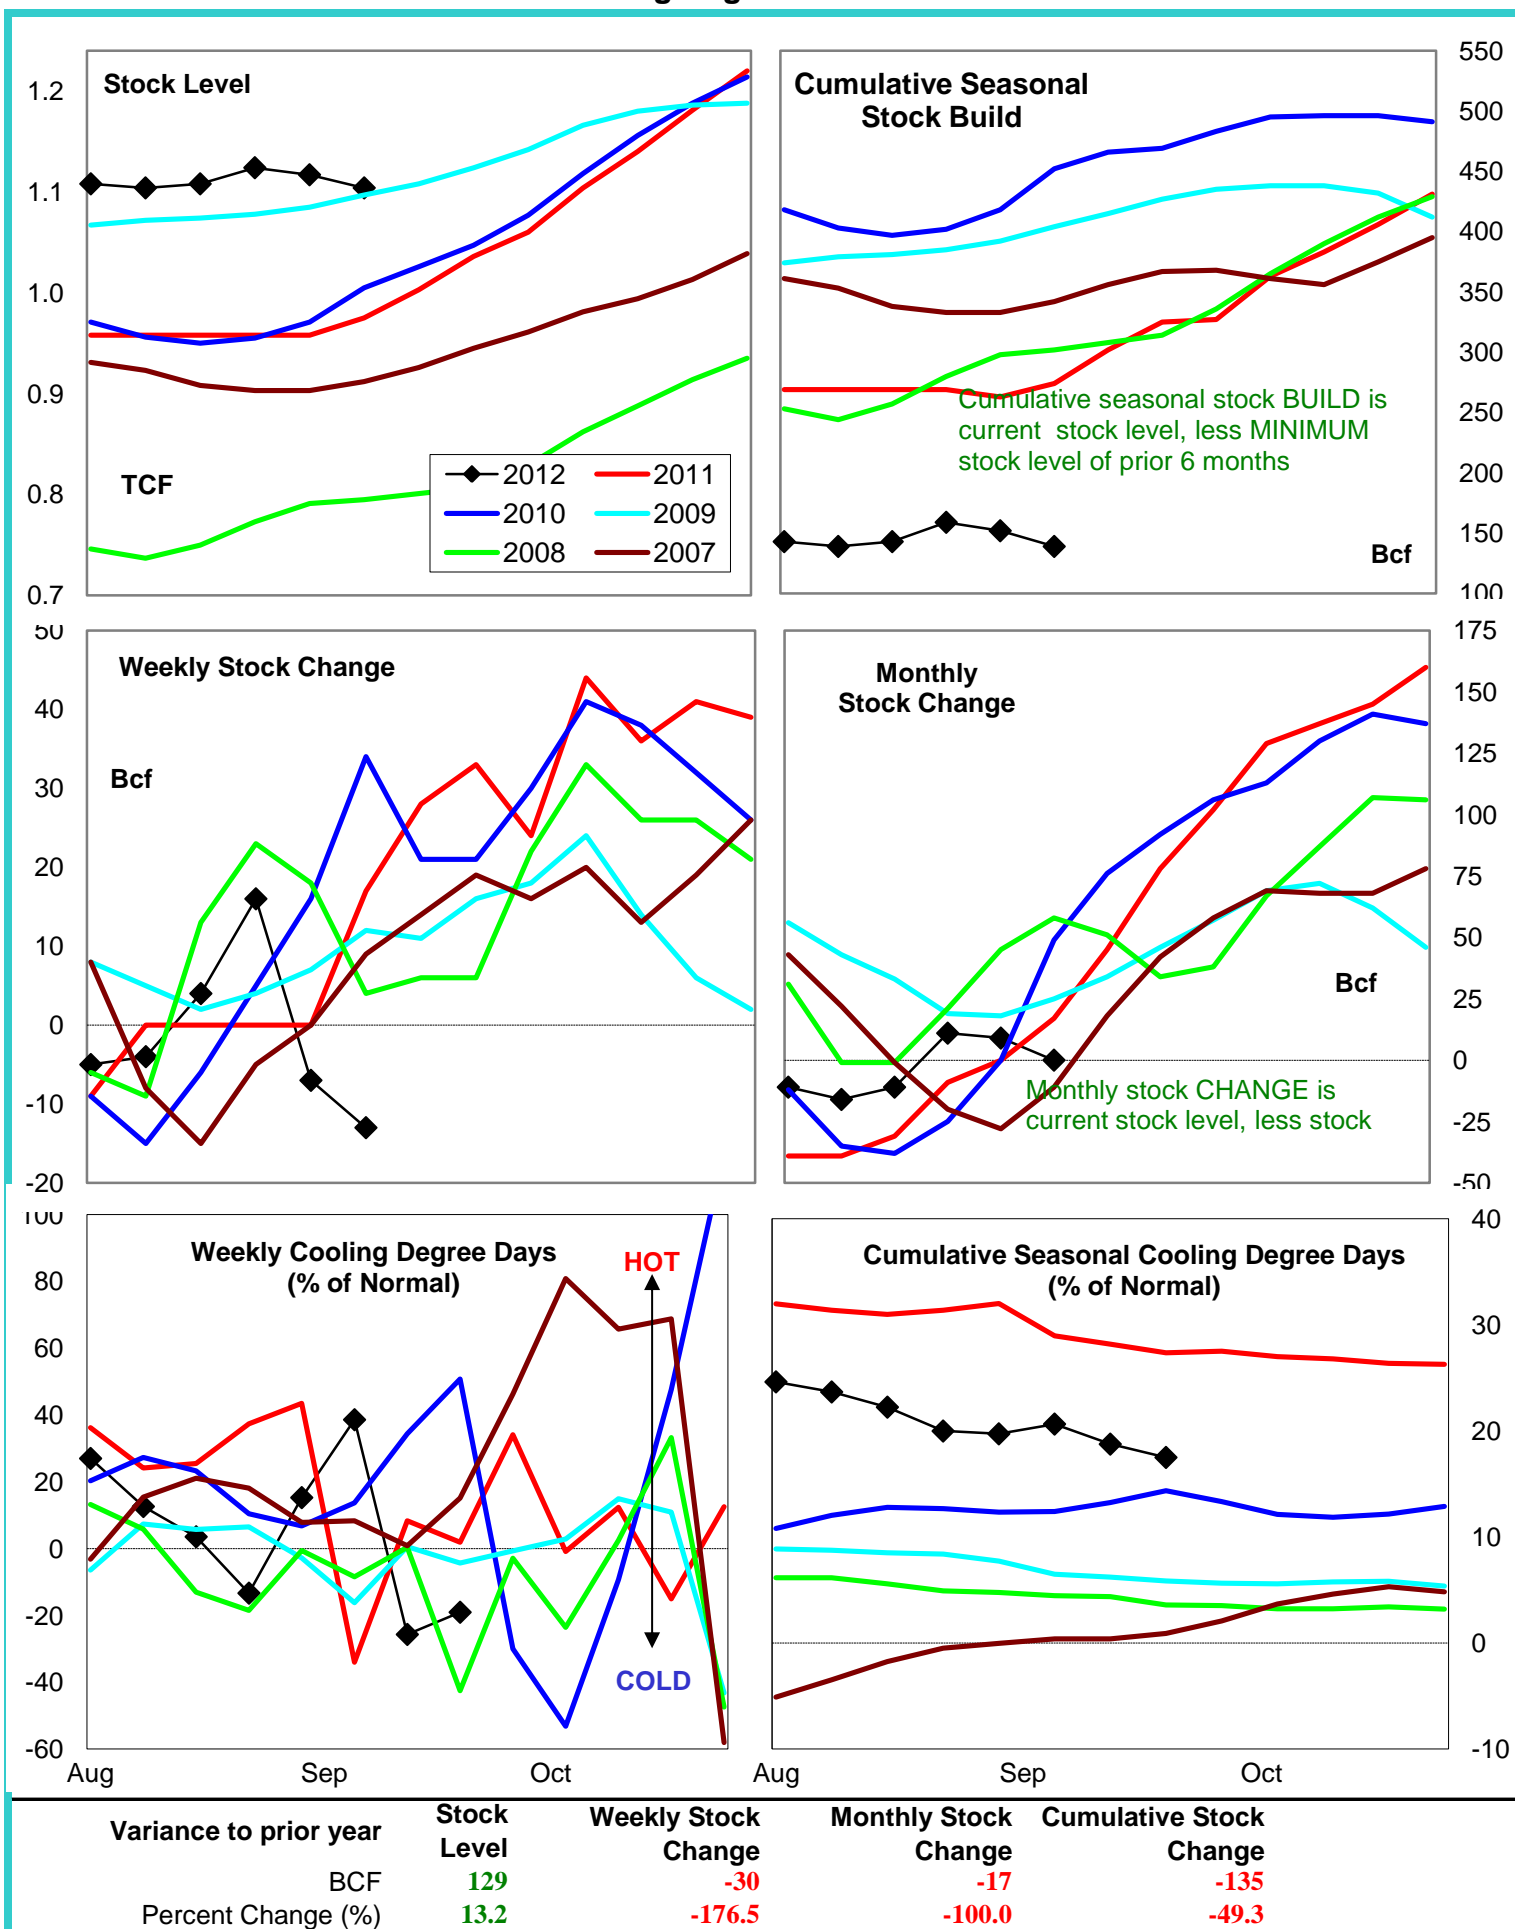 Stock Level
1.2
1.1
1.0
0.9
0.8
0.7
TCF
2012
2011
2010
2009
2008
2007
Cumulative Seasonal
Stock Build
550
500
450
400
350
300
250
200
150
100
Cumulative seasonal stock BUILD is
current stock level, less MINIMUM
stock level of prior 6 months
Bcf
Weekly Stock Change
50
40
30
20
10
0
-10
-20
Bcf
Monthly
Stock Change
175
150
125
100
75
50
25
0
-25
-50
Bcf
Monthly stock CHANGE is
current stock level, less stock
Weekly Cooling Degree Days
(% of Normal)
100
80
60
40
20
0
-20
-40
-60
HOT
COLD
Aug
Sep
Oct
Cumulative Seasonal Cooling Degree Days
(% of Normal)
40
30
20
10
0
-10
Aug
Sep
Oct
Variance to prior year
Stock
Level
Weekly Stock
Change
Monthly Stock
Change
Cumulative Stock
Change
BCF 129 -30 -17 -135
Percent Change (%) 13.2 -176.5 -100.0 -49.3